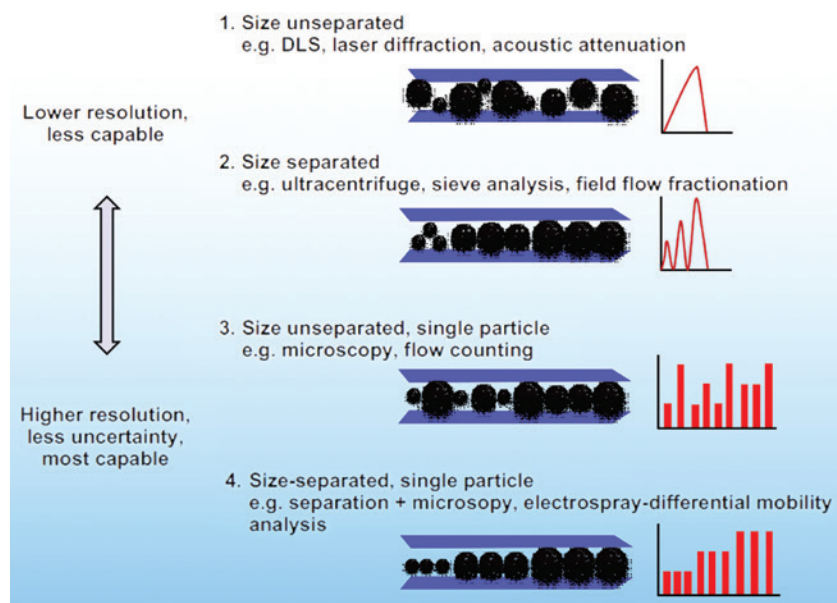 1. Size unseparated
e.g. DLS, laser diffraction, acoustic attenuation
Lower resolution,
less capable
2. Size separated
e.g. ultracentrifuge, sieve analysis, field flow fractionation
3. Size unseparated, single particle
e.g. microscopy, flow counting
Higher resolution,
less uncertainty,
most capable
4. Size-separated, single particle
e.g. separation + microsopy, electrospray-differential mobility
analysis